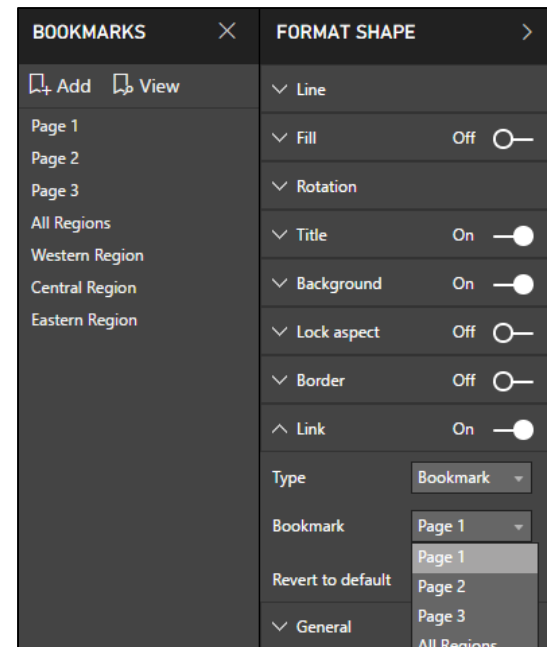 BOOKMARKS
Add View
Page 1
Page 2
Page 3
All Regions
Western Region
Central Region
Eastern Region
FORMAT SHAPE
Line
Fill Off
Rotation
Title On
Background On
Lock aspect Off
Border Off
Link On
Type Bookmark
Bookmark Page 1
Page 1
Page 2
Page 3
All Regions
Revert to default
General